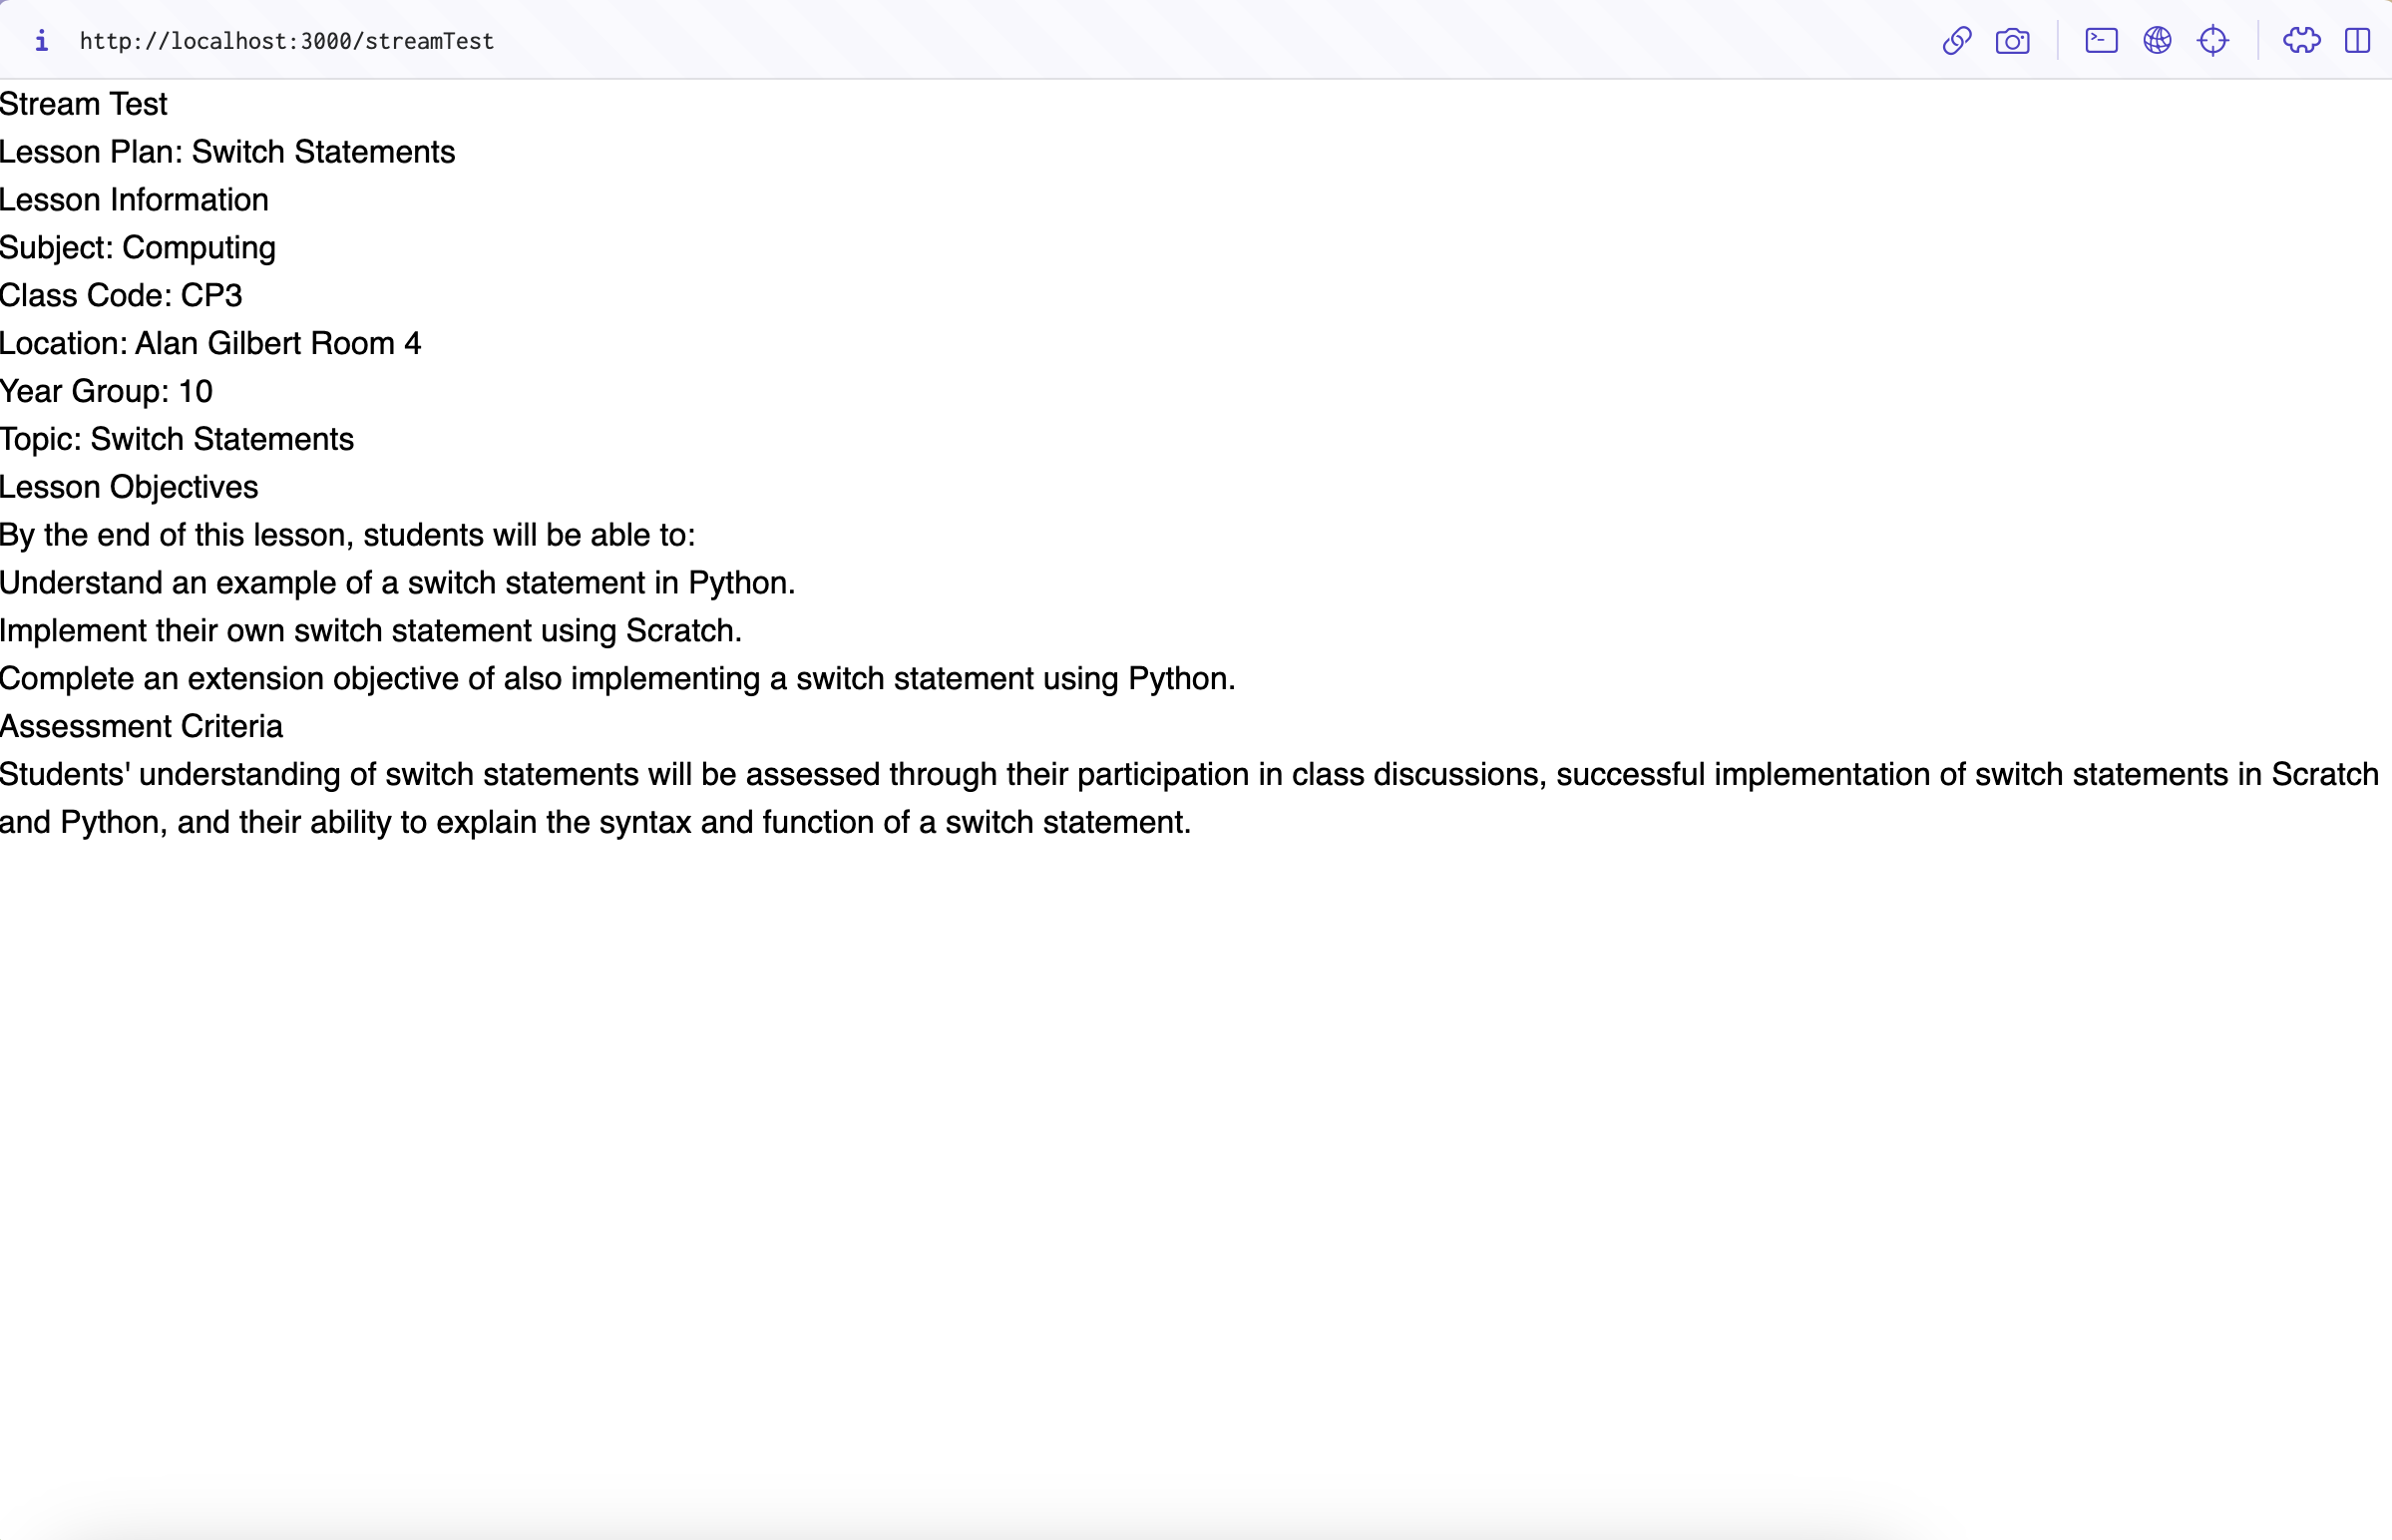 i http://localhost:3000/streamTest
Stream Test
Lesson Plan: Switch Statements
Lesson Information
Subject: Computing
Class Code: CP3
Location: Alan Gilbert Room 4
Year Group: 10
Topic: Switch Statements
Lesson Objectives
By the end of this lesson, students will be able to:
Understand an example of a switch statement in Python.
Implement their own switch statement using Scratch.
Complete an extension objective of also implementing a switch statement using Python.
Assessment Criteria
Students' understanding of switch statements will be assessed through their participation in class discussions, successful implementation of switch statements in Scratch
and Python, and their ability to explain the syntax and function of a switch statement.